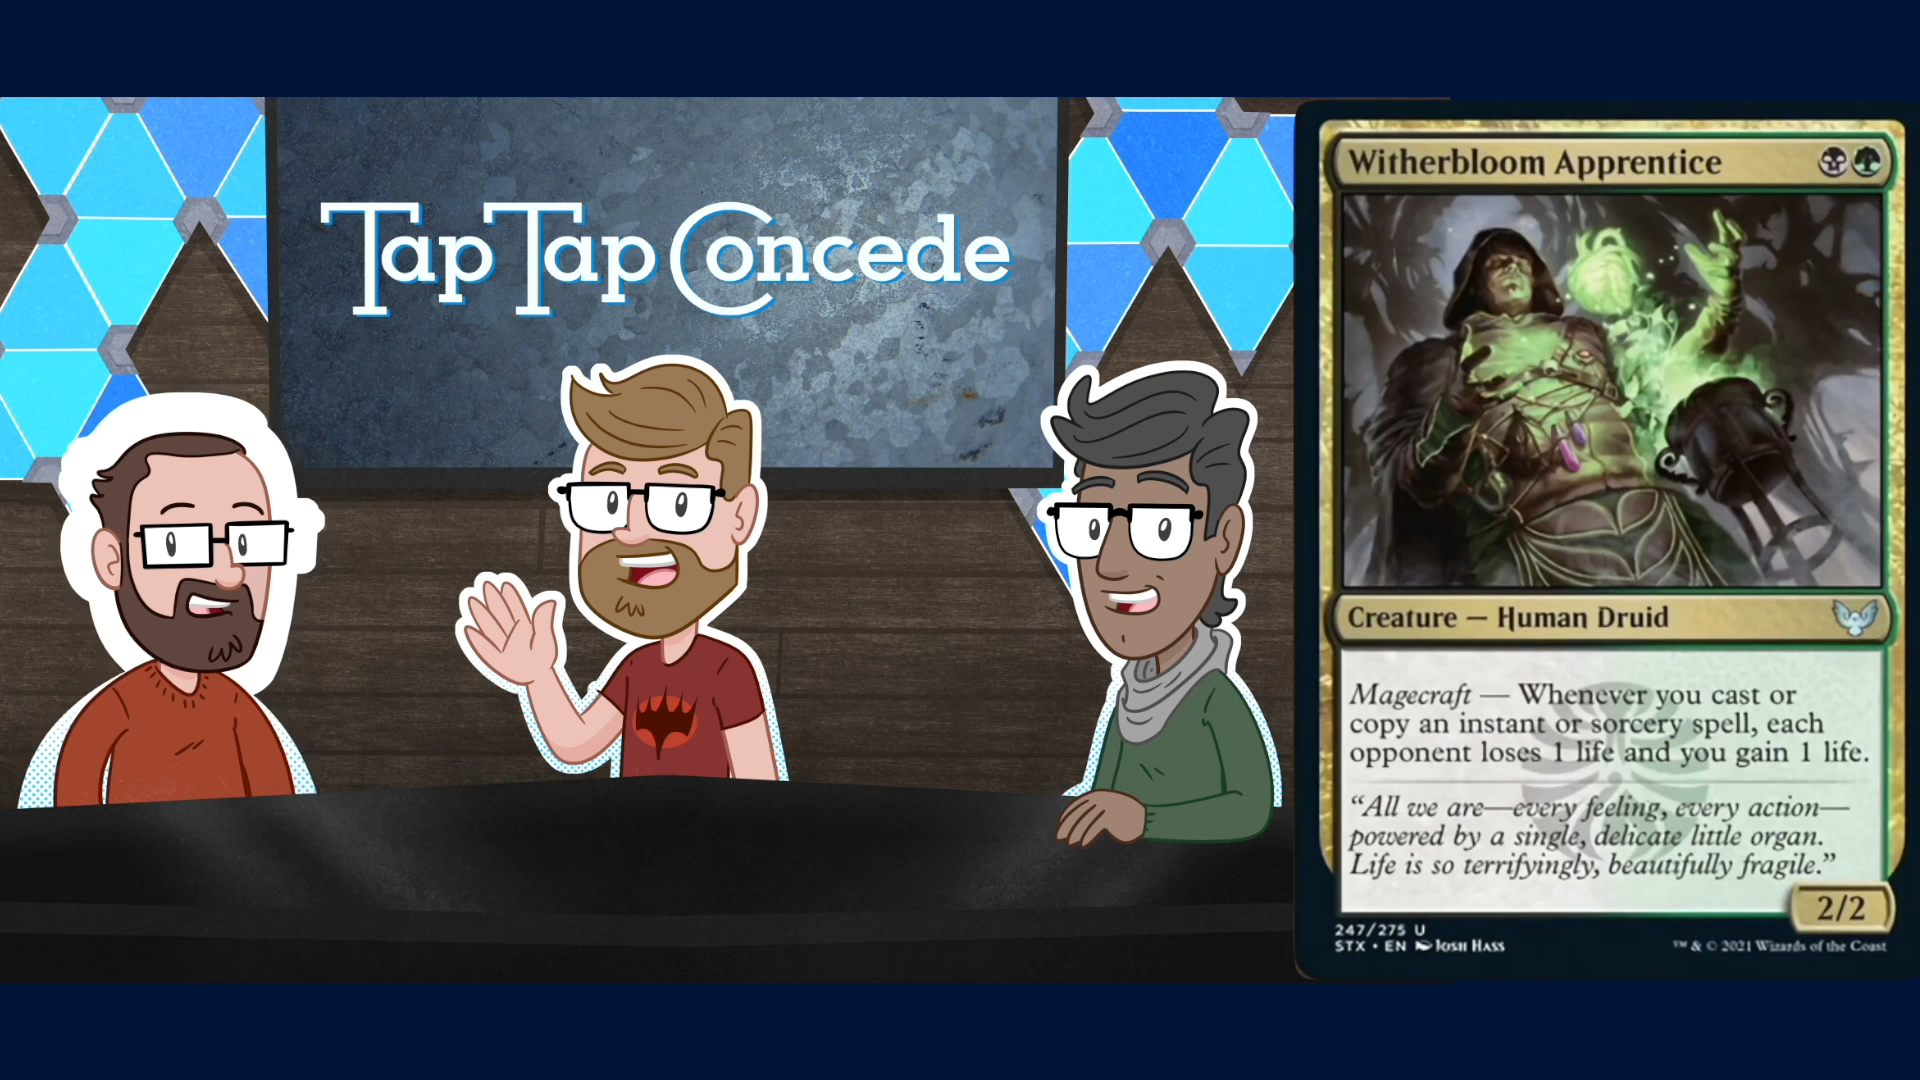 Tap Tap Concede
Witherbloom Apprentice
Creature — Human Druid
Magecraft — Whenever you cast or
copy an instant or sorcery spell, each
opponent loses 1 life and you gain 1 life.
“All we are—every feeling, every action—
powered by a single, delicate little organ.
Life is so terrifyingly, beautifully fragile.”
2/2
247/275 U
STX • EN Josh Hass
™ & © 2021 Wizards of the Coast